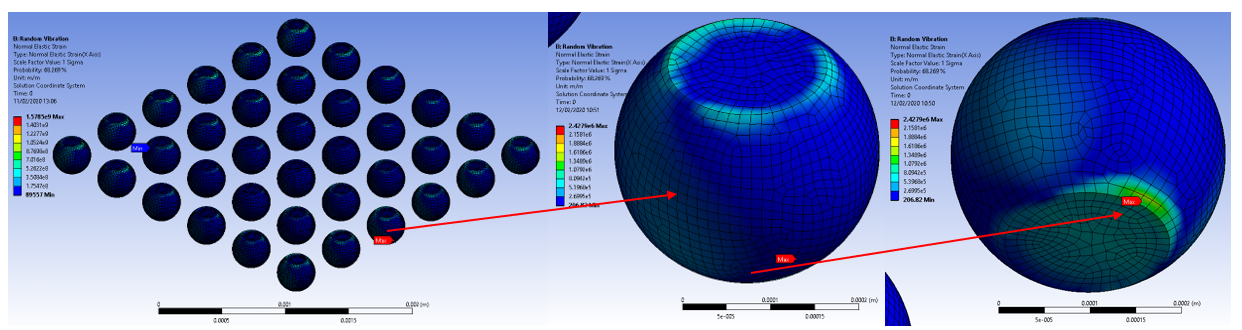 B: Random Vibration
Normal Elastic Strain
Type: Normal Elastic Strain(X Axis)
Scale Factor Value: 1 Sigma
Probability: 68.269 %
Unit: m/m
Solution Coordinate System
Time: 0
11/02/2020 13:06
1.5785e9 Max
1.4031e9
1.2277e9
1.0524e9
8.7698e8
7.016e8
5.2622e8
3.5084e8
1.7547e8
89557 Min
Min
Max
0
0.001
0.002 (m)
0.0005
0.0015
B: Random Vibration
Normal Elastic Strain
Type: Normal Elastic Strain(X Axis)
Scale Factor Value: 1 Sigma
Probability: 68.269 %
Unit: m/m
Solution Coordinate System
Time: 0
12/02/2020 10:51
2.4279e6 Max
2.1581e6
1.8884e6
1.6186e6
1.3489e6
1.0792e6
8.0942e5
5.3968e5
2.6995e5
206.82 Min
Max
0
0.0001
0.0002 (m)
5e-005
0.00015
B: Random Vibration
Normal Elastic Strain
Type: Normal Elastic Strain(X Axis)
Scale Factor Value: 1 Sigma
Probability: 68.269 %
Unit: m/m
Solution Coordinate System
Time: 0
12/02/2020 10:50
2.4279e6 Max
2.1581e6
1.8884e6
1.6186e6
1.3489e6
1.0792e6
8.0942e5
5.3968e5
2.6995e5
206.82 Min
Max
0
0.0001
0.0002 (m)
5e-005
0.00015